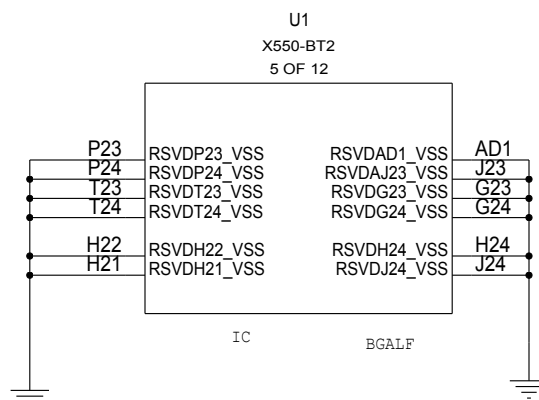 U1
X550-BT2
5 OF 12
P23 RSVDP23_VSS RSVDAD1_VSS AD1
P24 RSVDP24_VSS RSVDAJ23_VSS J23
T23 RSVDT23_VSS RSVDG23_VSS G23
T24 RSVDT24_VSS RSVDG24_VSS G24
H22 RSVDH22_VSS RSVDH24_VSS H24
H21 RSVDH21_VSS RSVDJ24_VSS J24
IC BGALF